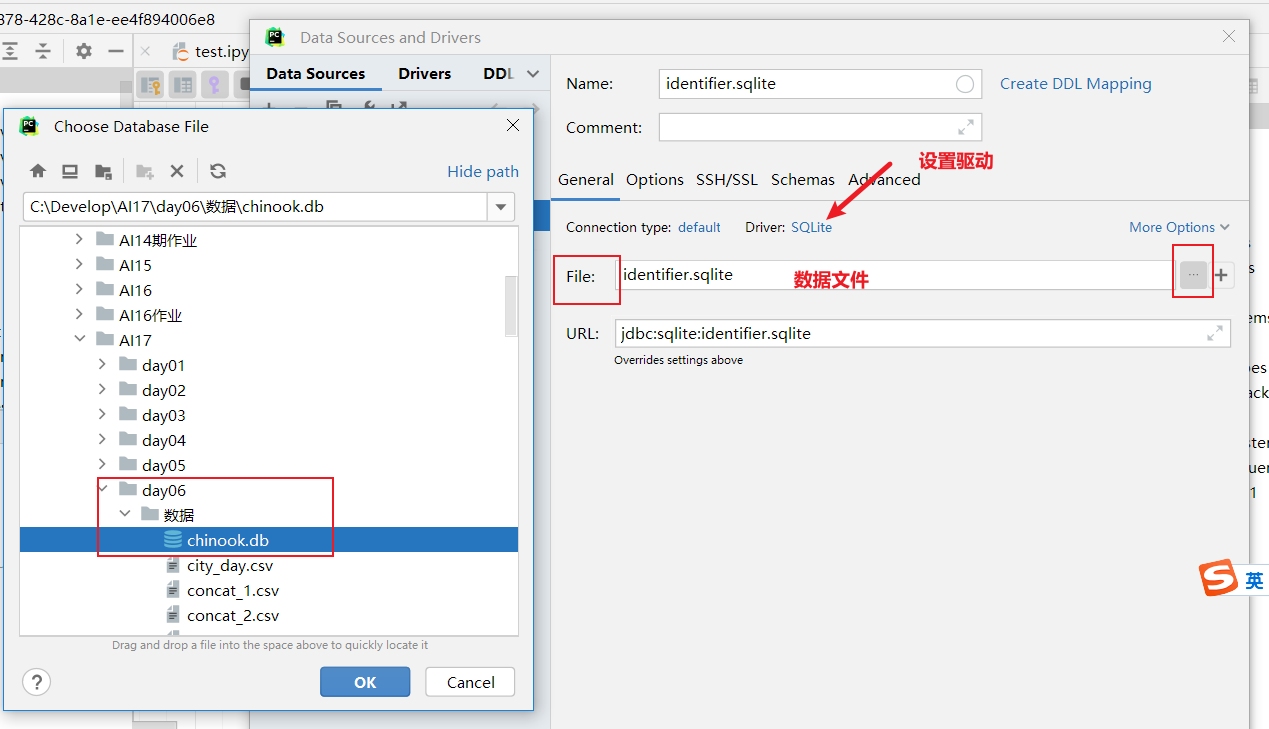 378-428c-8a1e-ee4f894006e8
test.ipy
Data Sources and Drivers
Data Sources Drivers DDL
Name: identifier.sqlite Create DDL Mapping
Comment:
设置驱动
General Options SSH/SSL Schemas Advanced
Connection type: default Driver: SQLite More Options
File: identifier.sqlite 数据文件
URL: jdbc:sqlite:identifier.sqlite
Overrides settings above
Choose Database File
Hide path
C:\Develop\AI17\day06\数据\chinook.db
AI14期作业
AI15
AI16
AI16作业
AI17
day01
day02
day03
day04
day05
day06
数据
chinook.db
city_day.csv
concat_1.csv
concat_2.csv
Drag and drop a file into the space above to quickly locate it
? OK Cancel
英